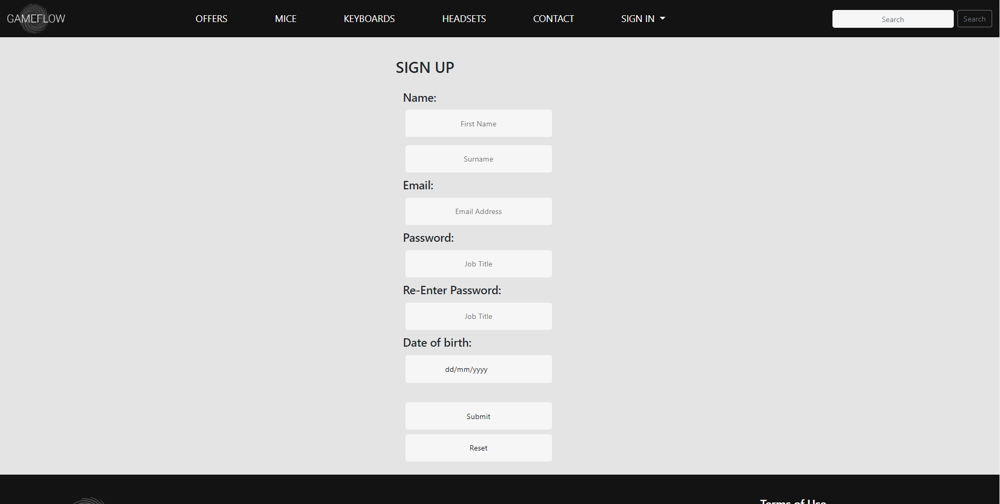 GAMEFLOW OFFERS MICE KEYBOARDS HEADSETS CONTACT SIGN IN Search Search
SIGN UP
Name:
First Name
Surname
Email:
Email Address
Password:
Job Title
Re-Enter Password:
Job Title
Date of birth:
dd/mm/yyyy
Submit
Reset
Terms of Use